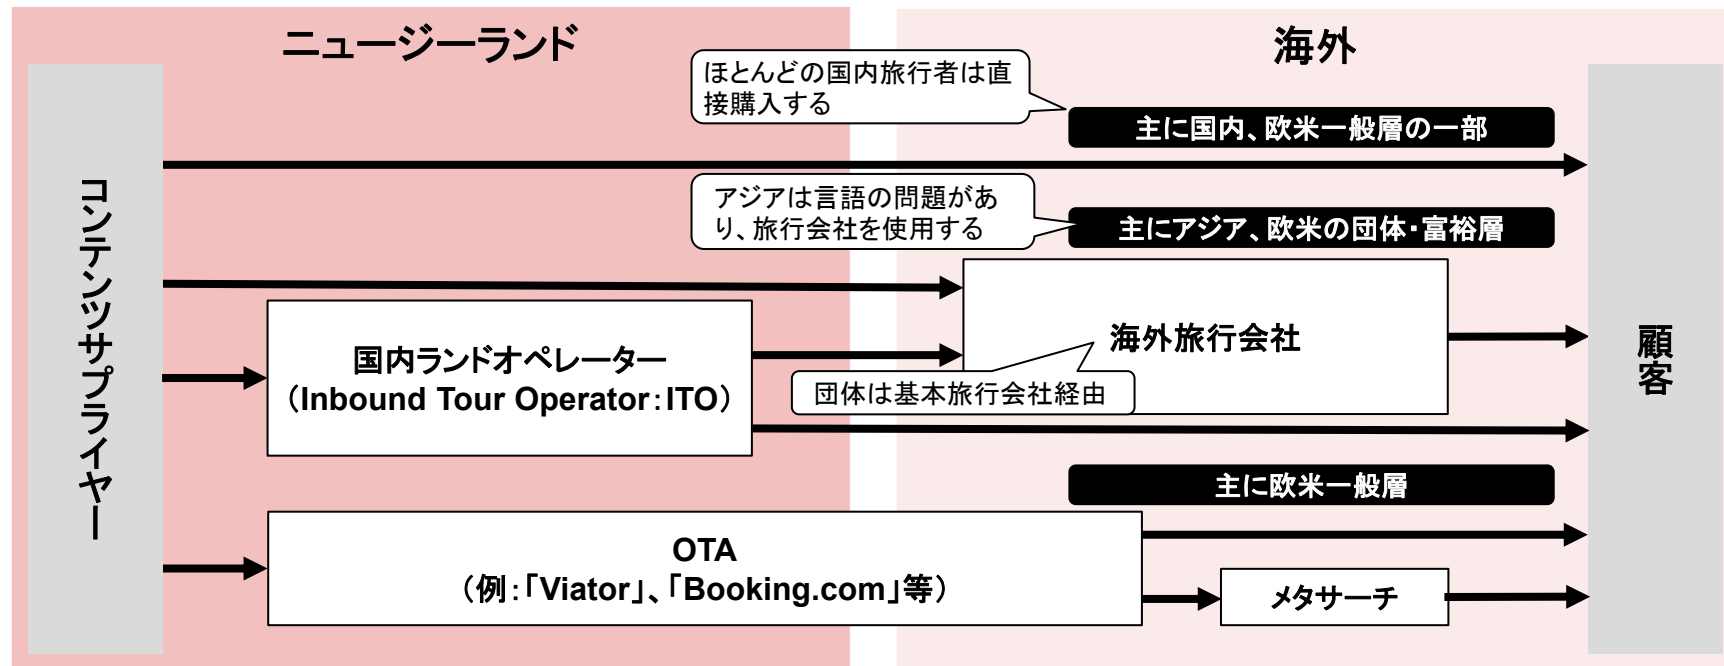 ニュージーランド
海外
コンテンツサプライヤー
ほとんどの国内旅行者は直
接購入する
主に国内、欧米一般層の一部
アジアは言語の問題があ
り、旅行会社を使用する
主にアジア、欧米の団体・富裕層
国内ランドオペレーター
（Inbound Tour Operator：ITO）
海外旅行会社
団体は基本旅行会社経由
顧客
主に欧米一般層
OTA
（例：「Viator」、「Booking.com」等）
メタサーチ